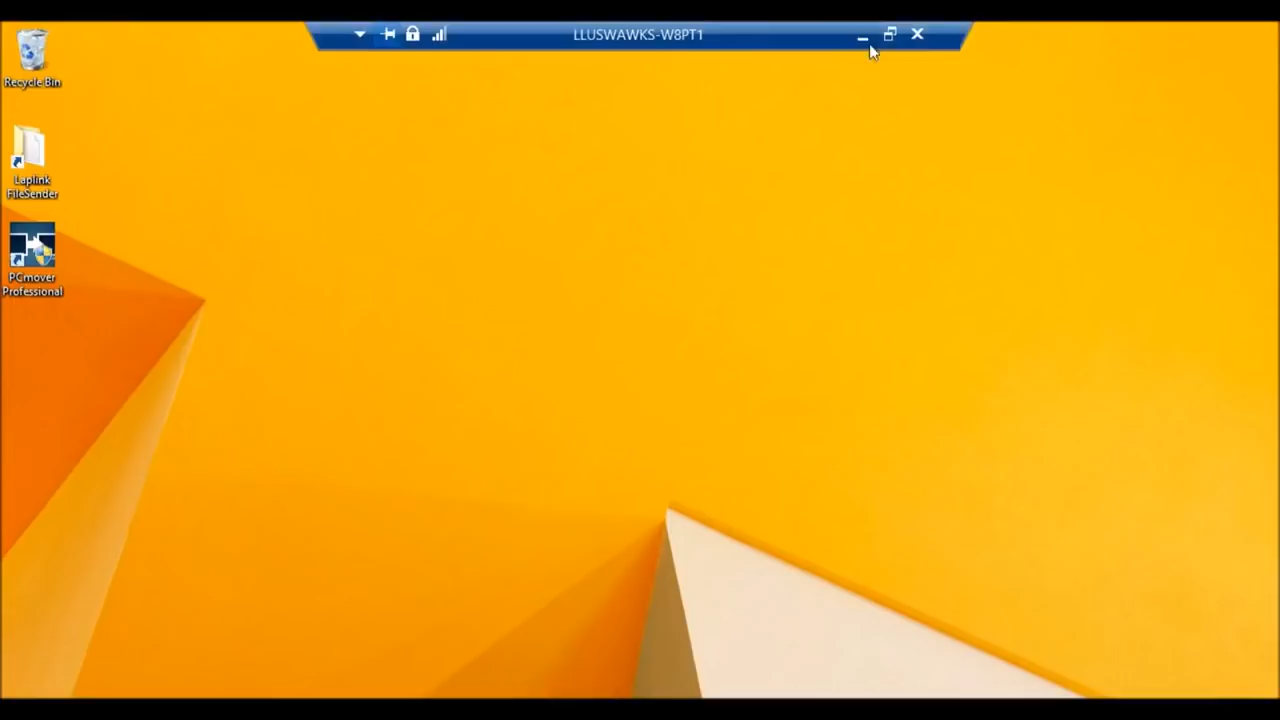 LLUSWAWKS-W8PT1
Recycle Bin
Laplink
FileSender
PCmover
Professional